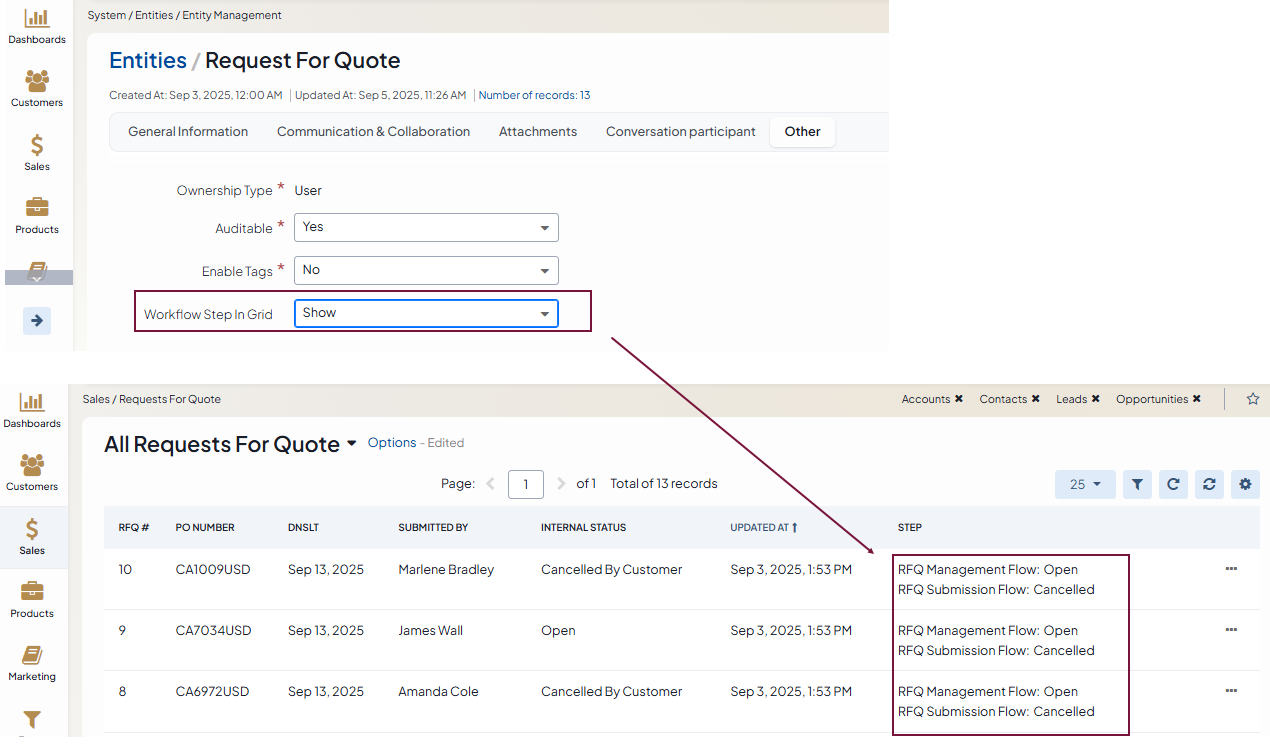 System / Entities / Entity Management
Dashboards
Customers
Sales
Products
Entities / Request For Quote
Created At: Sep 3, 2025, 12:00 AM | Updated At: Sep 5, 2025, 11:26 AM | Number of records: 13
General Information Communication & Collaboration Attachments Conversation participant Other
Ownership Type * User
Auditable * Yes
Enable Tags * No
Workflow Step In Grid Show
Sales / Requests For Quote Accounts × Contacts × Leads × Opportunities ×
Dashboards
Customers
Sales
Products
Marketing
All Requests For Quote Options - Edited
Page: 1 of 1 Total of 13 records 25
RFQ # PO NUMBER DNSLT SUBMITTED BY INTERNAL STATUS UPDATED AT STEP
10 CA1009USD Sep 13, 2025 Marlene Bradley Cancelled By Customer Sep 3, 2025, 1:53 PM RFQ Management Flow: Open
RFQ Submission Flow: Cancelled
9 CA7034USD Sep 13, 2025 James Wall Open Sep 3, 2025, 1:53 PM RFQ Management Flow: Open
RFQ Submission Flow: Cancelled
8 CA6972USD Sep 13, 2025 Amanda Cole Cancelled By Customer Sep 3, 2025, 1:53 PM RFQ Management Flow: Open
RFQ Submission Flow: Cancelled